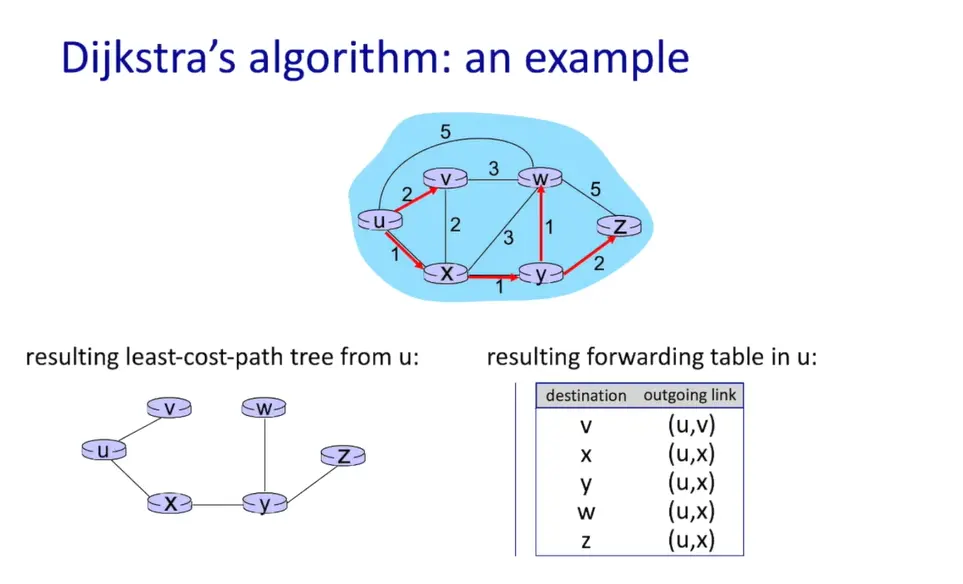 Dijkstra's algorithm: an example
5
v
3
w
2
5
u
2
1
z
3
1
2
x
1
y
resulting least-cost-path tree from u:
resulting forwarding table in u:
v
w
u
z
x
y
destination outgoing link
v (u,v)
x (u,x)
y (u,x)
w (u,x)
z (u,x)